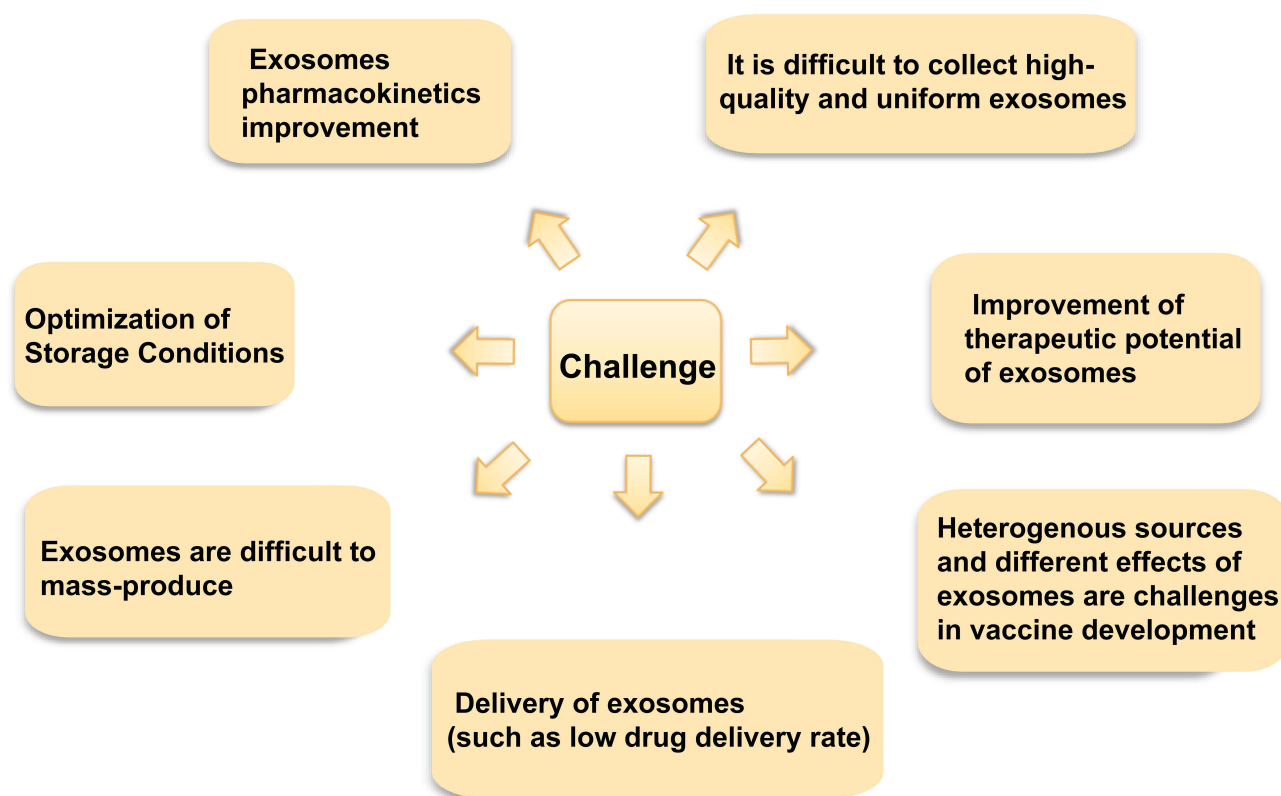 Exosomes
pharmacokinetics
improvement
It is difficult to collect high-
quality and uniform exosomes
Optimization of
Storage Conditions
Challenge
Improvement of
therapeutic potential
of exosomes
Exosomes are difficult to
mass-produce
Heterogenous sources
and different effects of
exosomes are challenges
in vaccine development
Delivery of exosomes
(such as low drug delivery rate)